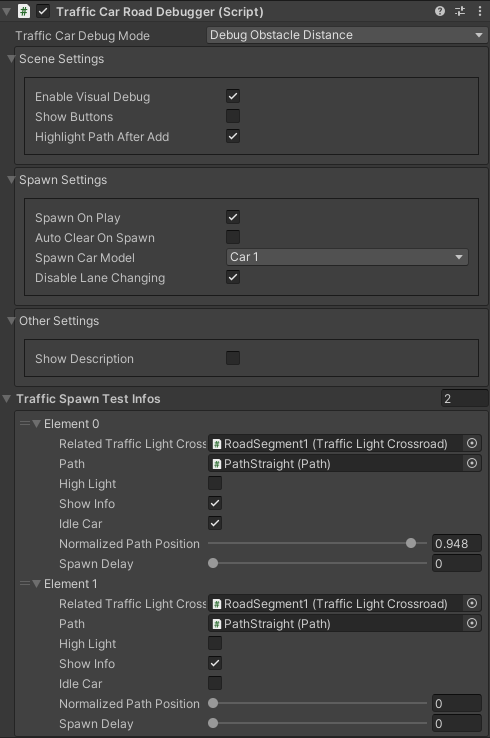 Traffic Car Road Debugger (Script)
Traffic Car Debug Mode Debug Obstacle Distance
Scene Settings
Enable Visual Debug
Show Buttons
Highlight Path After Add
Spawn Settings
Spawn On Play
Auto Clear On Spawn
Spawn Car Model Car 1
Disable Lane Changing
Other Settings
Show Description
Traffic Spawn Test Infos 2
Element 0
Related Traffic Light Cross RoadSegment1 (Traffic Light Crossroad)
Path PathStraight (Path)
High Light
Show Info
Idle Car
Normalized Path Position 0.948
Spawn Delay 0
Element 1
Related Traffic Light Cross RoadSegment1 (Traffic Light Crossroad)
Path PathStraight (Path)
High Light
Show Info
Idle Car
Normalized Path Position 0
Spawn Delay 0